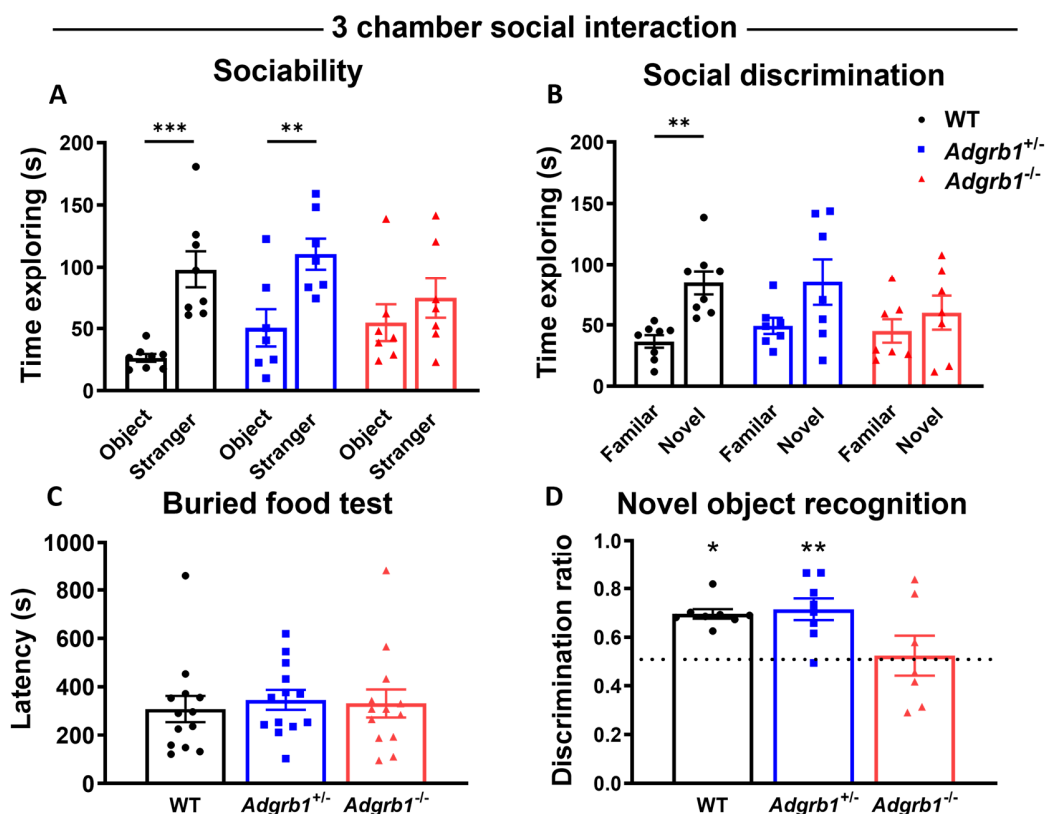 3 chamber social interaction
Sociability
Social discrimination
A
B
WT
Adgrb1+/-
Adgrb1-/-
***
**
**
Time exploring (s)
200
150
100
50
0
Object
Stranger
Object
Stranger
Object
Stranger
Time exploring (s)
200
150
100
50
0
Familar
Novel
Familar
Novel
Familar
Novel
C
Buried food test
D
Novel object recognition
Latency (s)
1000
800
600
400
200
0
WT
Adgrb1+/-
Adgrb1-/-
Discrimination ratio
1.0
0.8
0.6
0.4
0.2
0.0
*
**
WT
Adgrb1+/-
Adgrb1-/-